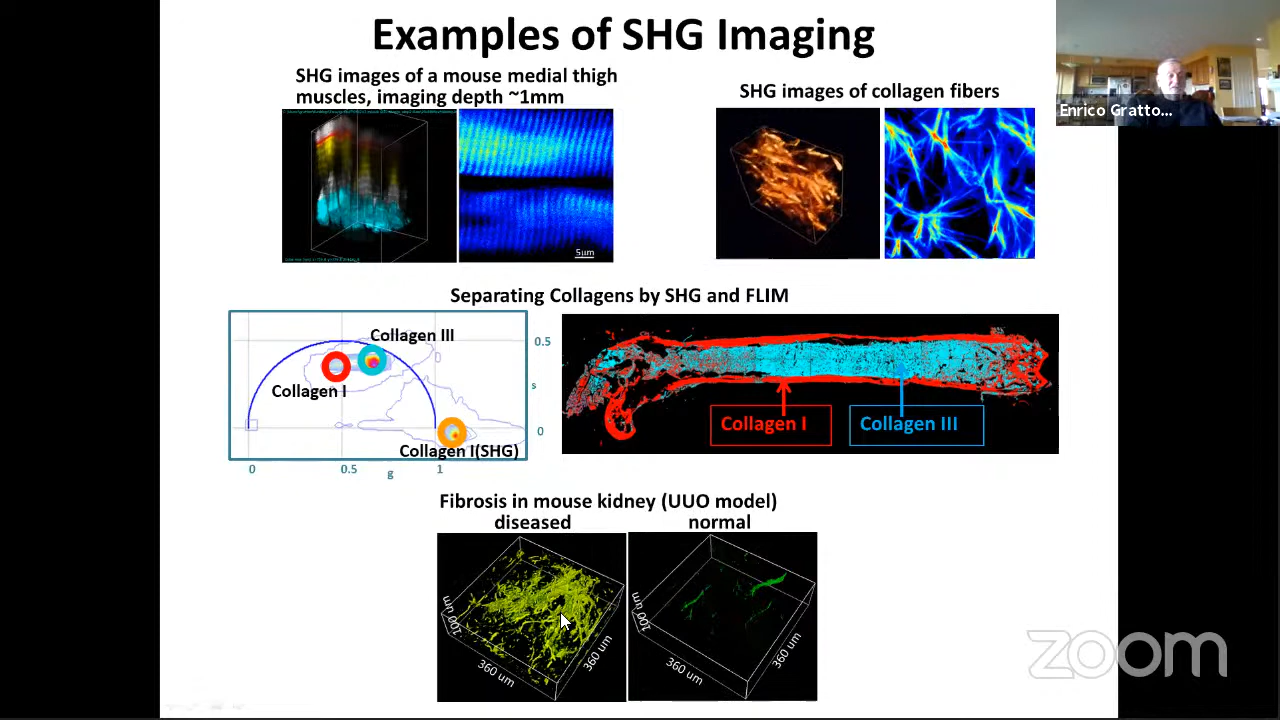 Examples of SHG Imaging
Enrico Gratto...
SHG images of a mouse medial thigh
muscles, imaging depth ~1mm
SHG images of collagen fibers
5µm
Separating Collagens by SHG and FLIM
Collagen III
Collagen I
Collagen I(SHG)
0.5
s
0
0
0.5
g
1
Collagen I
Collagen III
Fibrosis in mouse kidney (UUO model)
diseased
normal
100 um
360 um
360 um
100 um
360 um
360 um
zoom